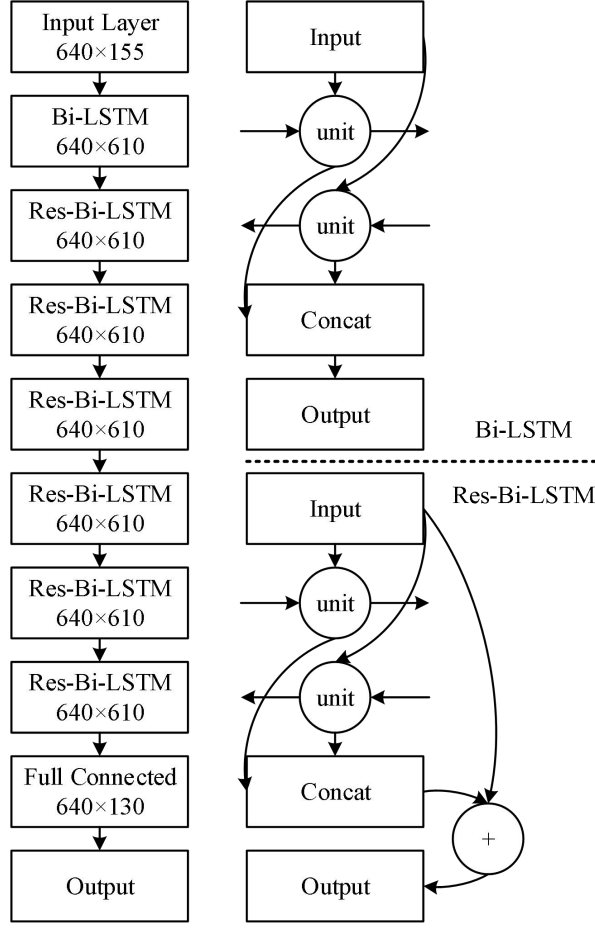 Input Layer
640×155
Bi-LSTM
640×610
Res-Bi-LSTM
640×610
Res-Bi-LSTM
640×610
Res-Bi-LSTM
640×610
Res-Bi-LSTM
640×610
Res-Bi-LSTM
640×610
Res-Bi-LSTM
640×610
Full Connected
640×130
Output
Input
unit
unit
Concat
Output
Bi-LSTM
Res-Bi-LSTM
Input
unit
unit
Concat
+
Output